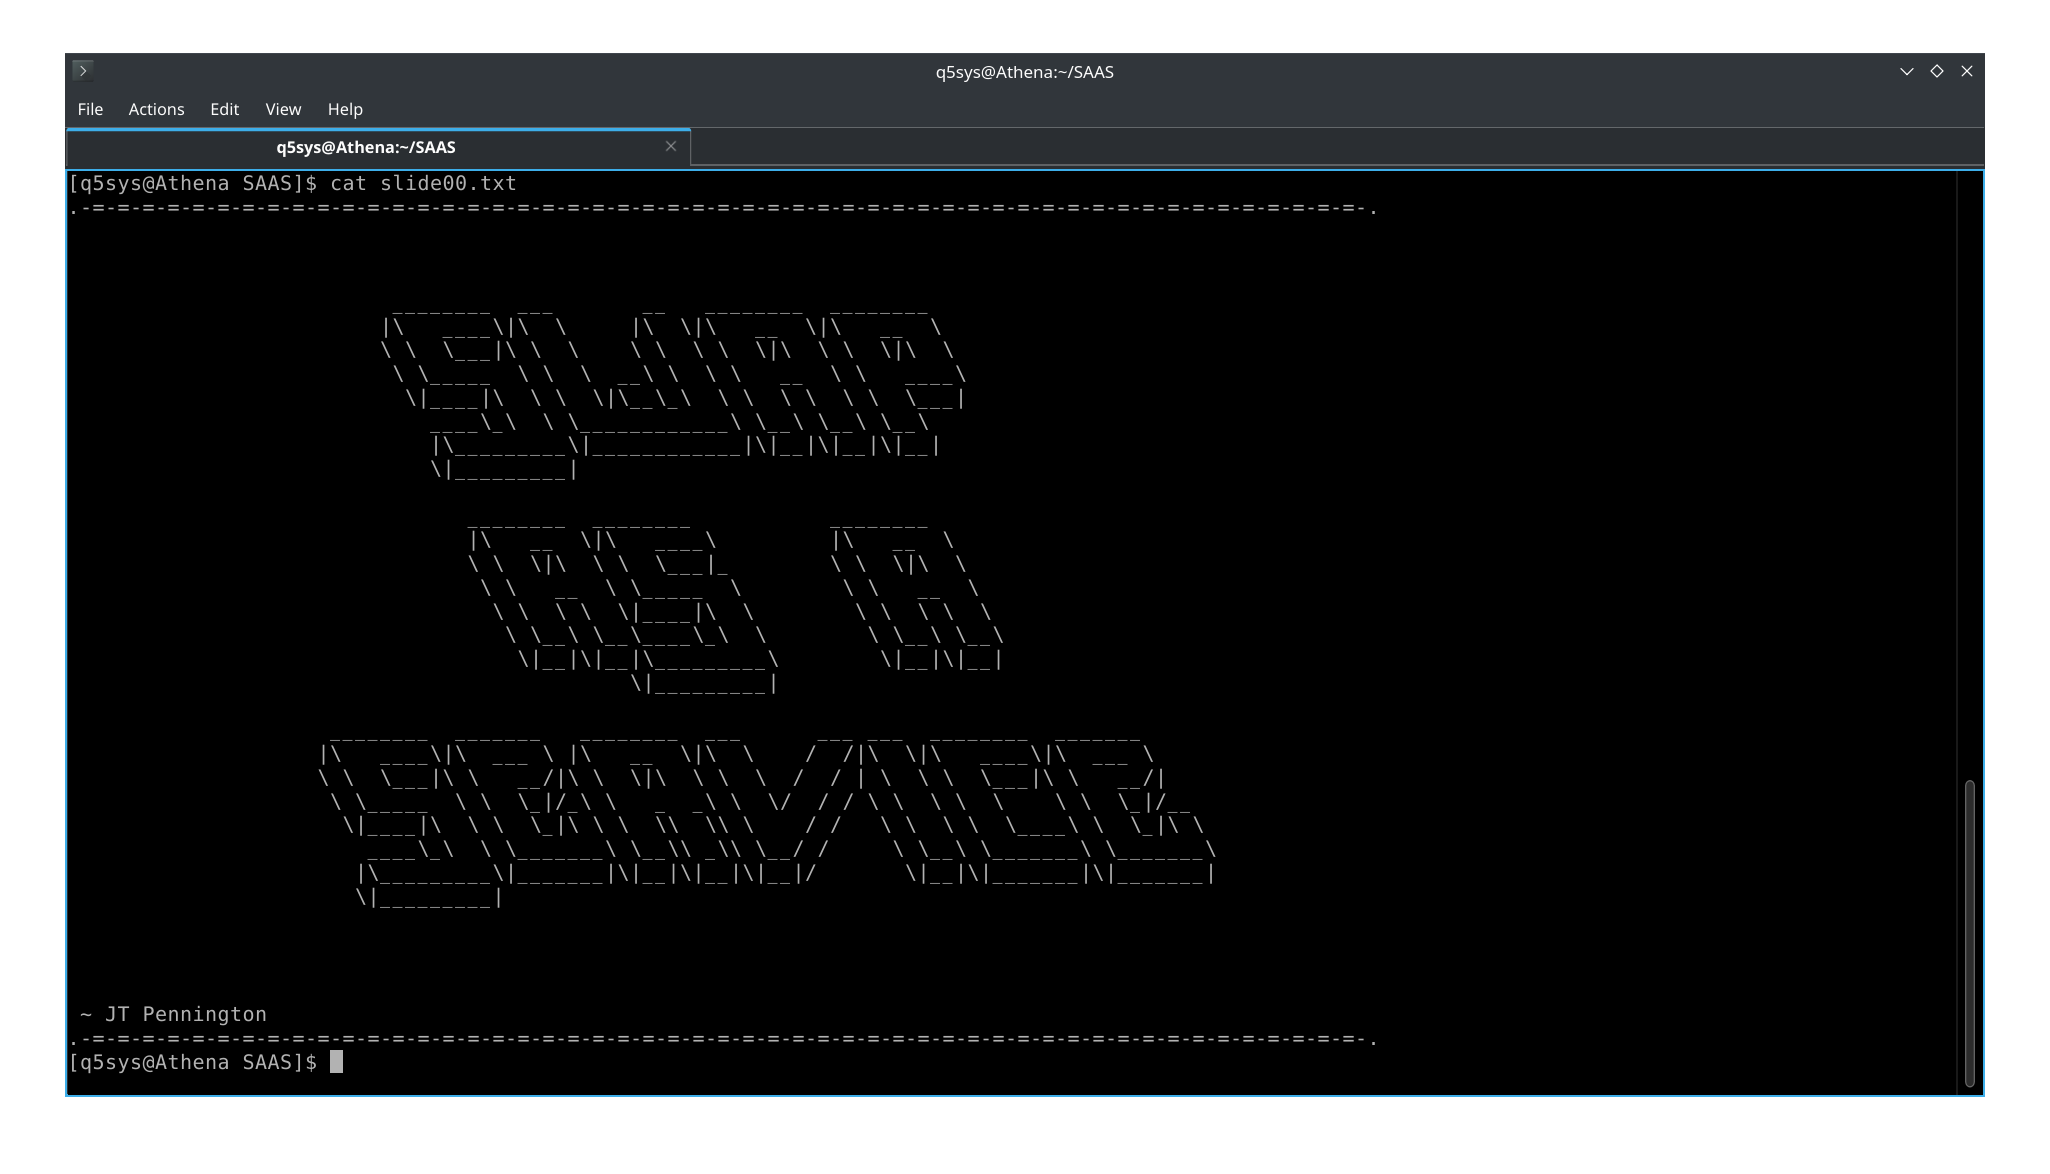 q5sys@Athena:~/SAAS
File Actions Edit View Help
q5sys@Athena:~/SAAS
[q5sys@Athena SAAS]$ cat slide00.txt
.-=-=-=-=-=-=-=-=-=-=-=-=-=-=-=-=-=-=-=-=-=-=-=-=-=-=-=-=-=-=-=-=-=-=-=-=-=-=-=-=-=-=-=-=-=-=-=-=-=-=-=-=-.
SWAP
AS A
SERVICE
~ JT Pennington
.-=-=-=-=-=-=-=-=-=-=-=-=-=-=-=-=-=-=-=-=-=-=-=-=-=-=-=-=-=-=-=-=-=-=-=-=-=-=-=-=-=-=-=-=-=-=-=-=-=-=-=-=-.
[q5sys@Athena SAAS]$